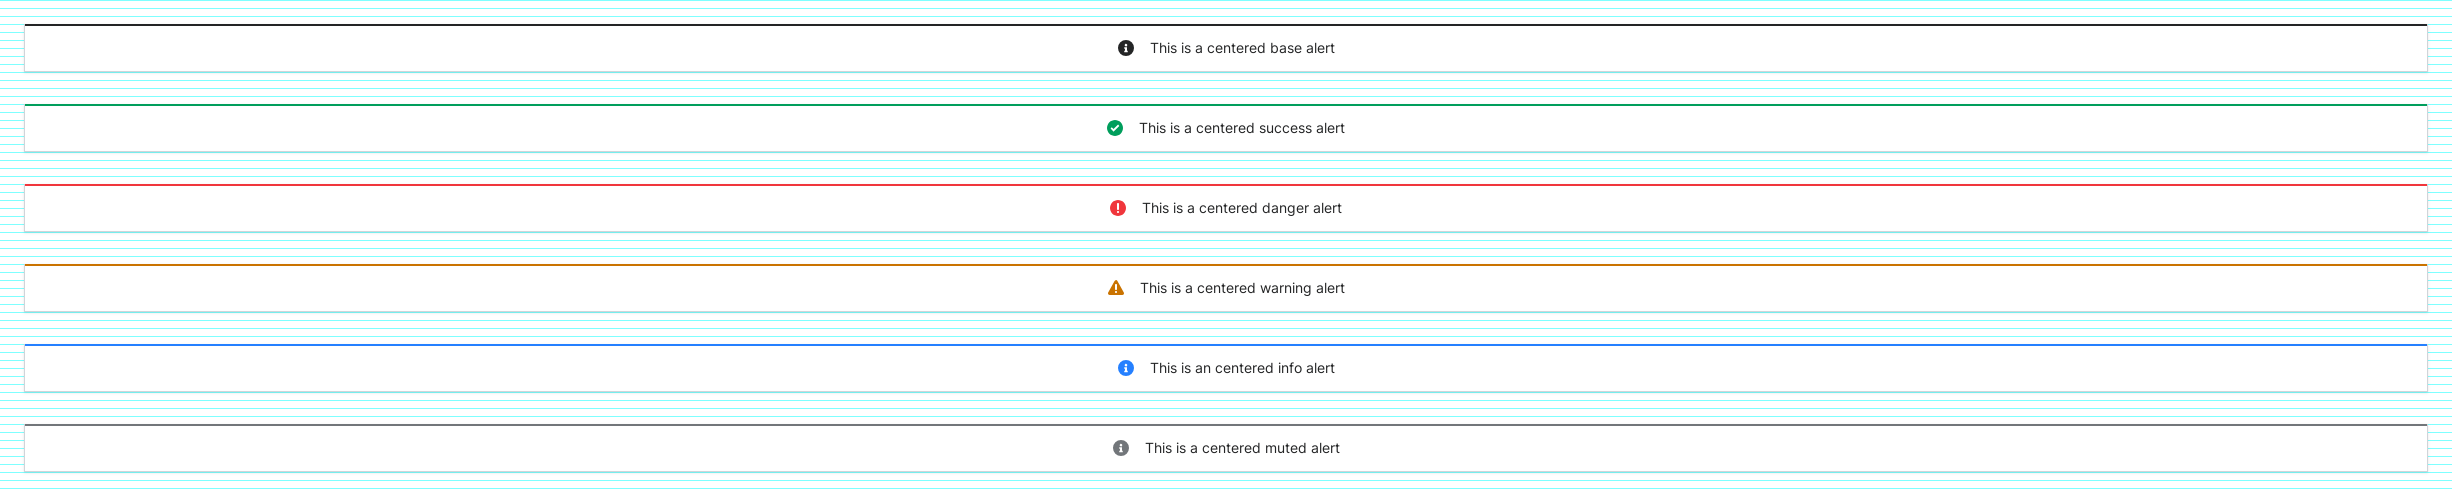 This is a centered base alert
This is a centered success alert
This is a centered danger alert
This is a centered warning alert
This is an centered info alert
This is a centered muted alert